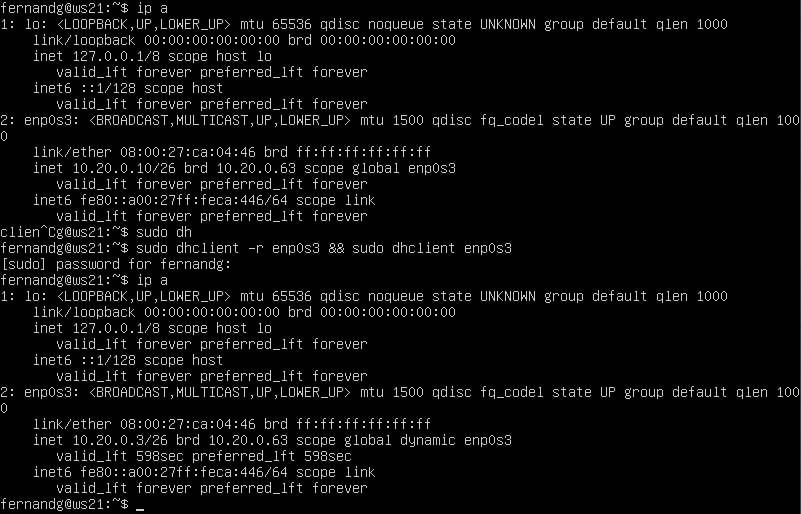 fernandg@ws21:~$ ip a
1: lo: <LOOPBACK,UP,LOWER_UP> mtu 65536 qdisc noqueue state UNKNOWN group default qlen 1000
    link/loopback 00:00:00:00:00:00 brd 00:00:00:00:00:00
    inet 127.0.0.1/8 scope host lo
       valid_lft forever preferred_lft forever
    inet6 ::1/128 scope host
       valid_lft forever preferred_lft forever
2: enp0s3: <BROADCAST,MULTICAST,UP,LOWER_UP> mtu 1500 qdisc fq_codel state UP group default qlen 100
0
    link/ether 08:00:27:ca:04:46 brd ff:ff:ff:ff:ff:ff
    inet 10.20.0.10/26 brd 10.20.0.63 scope global enp0s3
       valid_lft forever preferred_lft forever
    inet6 fe80::a00:27ff:feca:446/64 scope link
       valid_lft forever preferred_lft forever
clien^Cg@ws21:~$ sudo dh
fernandg@ws21:~$ sudo dhclient -r enp0s3 && sudo dhclient enp0s3
[sudo] password for fernandg:
fernandg@ws21:~$ ip a
1: lo: <LOOPBACK,UP,LOWER_UP> mtu 65536 qdisc noqueue state UNKNOWN group default qlen 1000
    link/loopback 00:00:00:00:00:00 brd 00:00:00:00:00:00
    inet 127.0.0.1/8 scope host lo
       valid_lft forever preferred_lft forever
    inet6 ::1/128 scope host
       valid_lft forever preferred_lft forever
2: enp0s3: <BROADCAST,MULTICAST,UP,LOWER_UP> mtu 1500 qdisc fq_codel state UP group default qlen 100
0
    link/ether 08:00:27:ca:04:46 brd ff:ff:ff:ff:ff:ff
    inet 10.20.0.3/26 brd 10.20.0.63 scope global dynamic enp0s3
       valid_lft 598sec preferred_lft 598sec
    inet6 fe80::a00:27ff:feca:446/64 scope link
       valid_lft forever preferred_lft forever
fernandg@ws21:~$ _